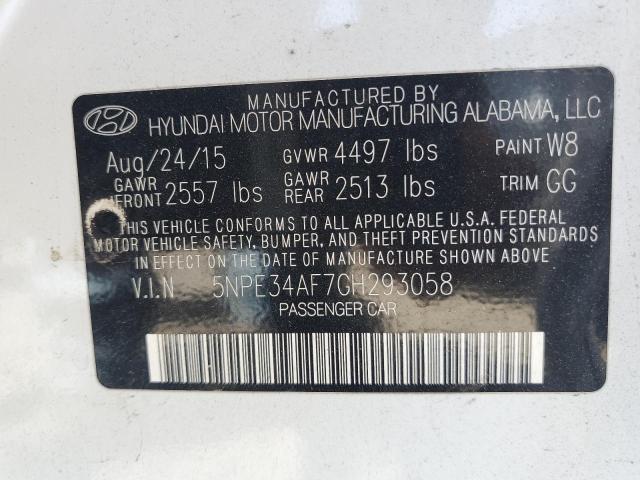 MANUFACTURED BY
HYUNDAI MOTOR MANUFACTURING ALABAMA, LLC
Aug/24/15 GVWR 4497 lbs PAINT W8
GAWR FRONT 2557 lbs GAWR REAR 2513 lbs TRIM GG
THIS VEHICLE CONFORMS TO ALL APPLICABLE U.S.A. FEDERAL
MOTOR VEHICLE SAFETY, BUMPER, AND THEFT PREVENTION STANDARDS
IN EFFECT ON THE DATE OF MANUFACTURE SHOWN ABOVE.
V.I.N 5NPE34AF7GH293058
PASSENGER CAR